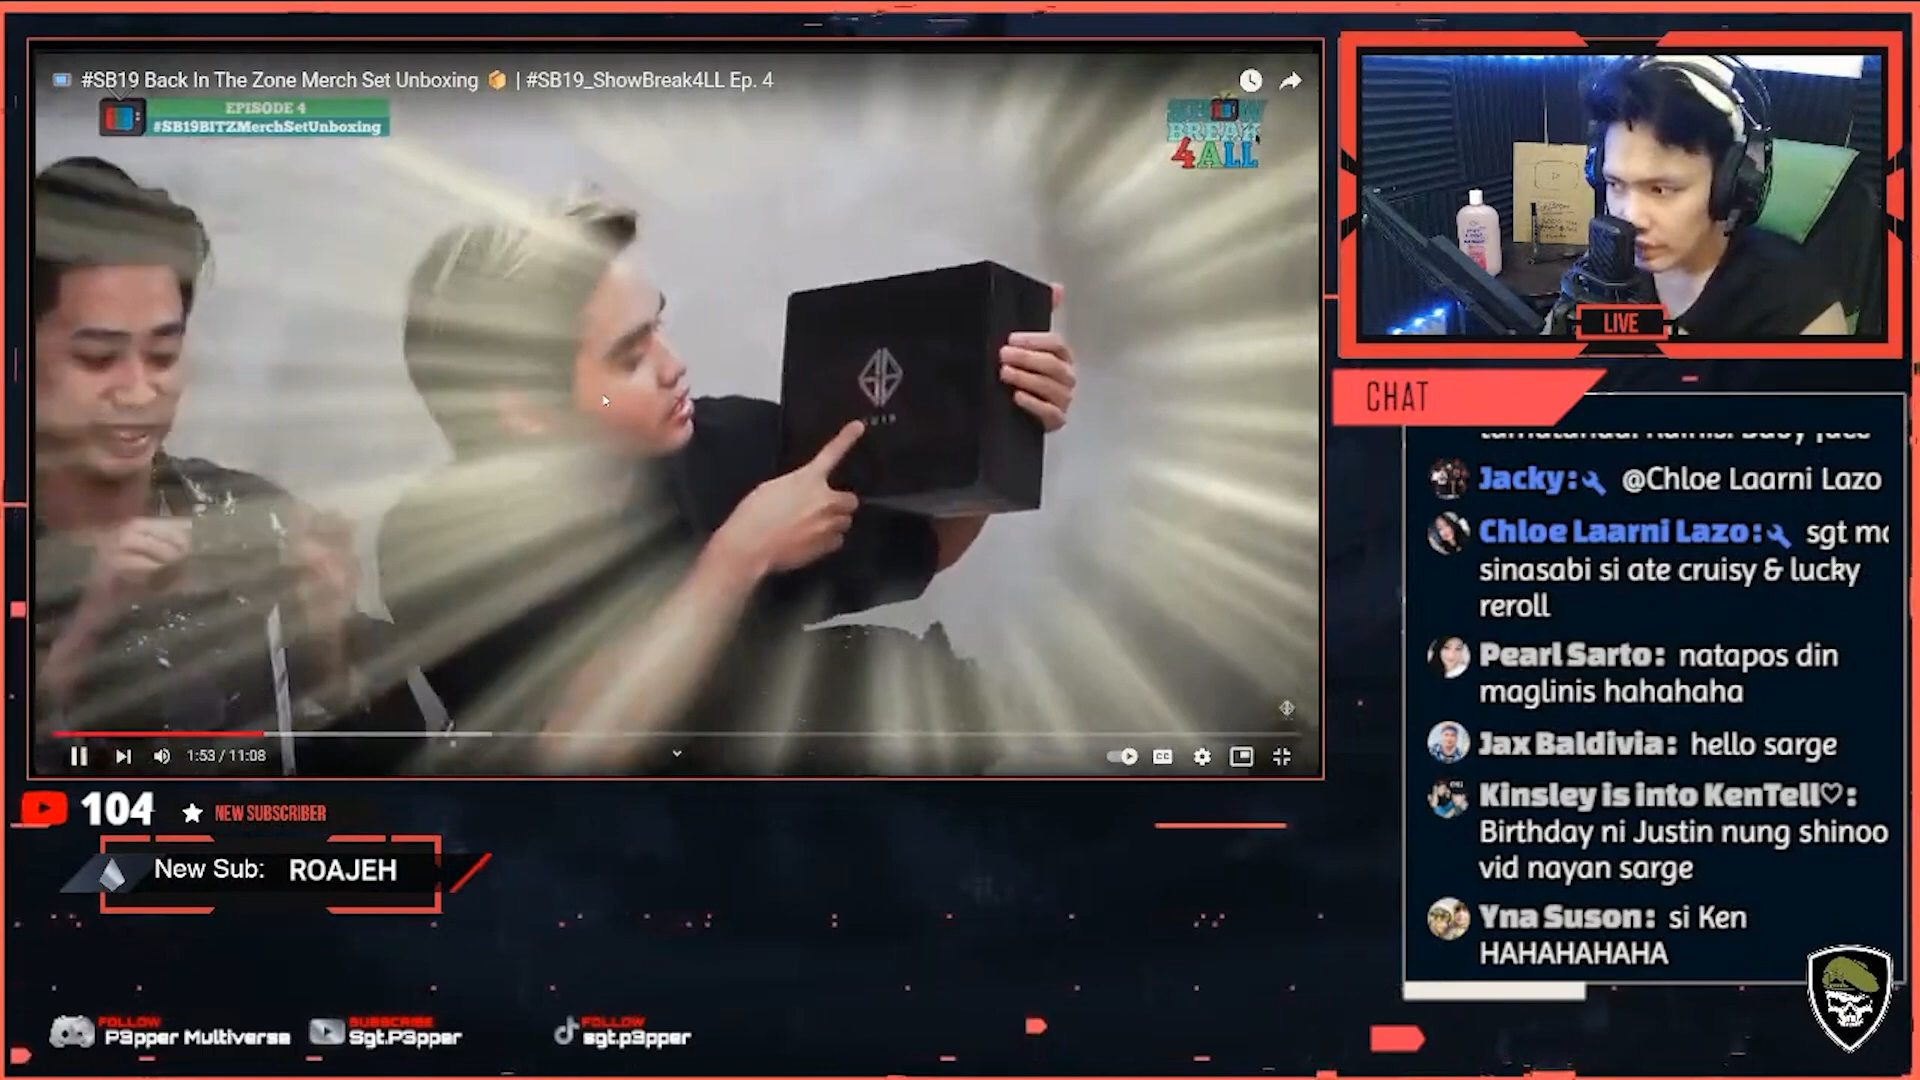 #SB19 Back In The Zone Merch Set Unboxing 📦 | #SB19_ShowBreak4LL Ep. 4
EPISODE 4
#SB19BITZMerchSetUnboxing
SHOW
BREAK
4ALL
1:53 / 11:08
CC
LIVE
CHAT
Jacky: @Chloe Laarni Lazo
Chloe Laarni Lazo: sgt
sinasabi si ate cruisy & lucky
reroll
Pearl Sarto: natapos din
maglinis hahahaha
Jax Baldivia: hello sarge
Kinsley is into KenTell♡:
Birthday ni Justin nung shinoo
vid nayan sarge
Yna Suson: si Ken
HAHAHAHAHA
104
NEW SUBSCRIBER
New Sub: ROAJEH
FOLLOW
P3pper Multiverse
SUBSCRIBE
Sgt.P3pper
FOLLOW
sgt.p3pper